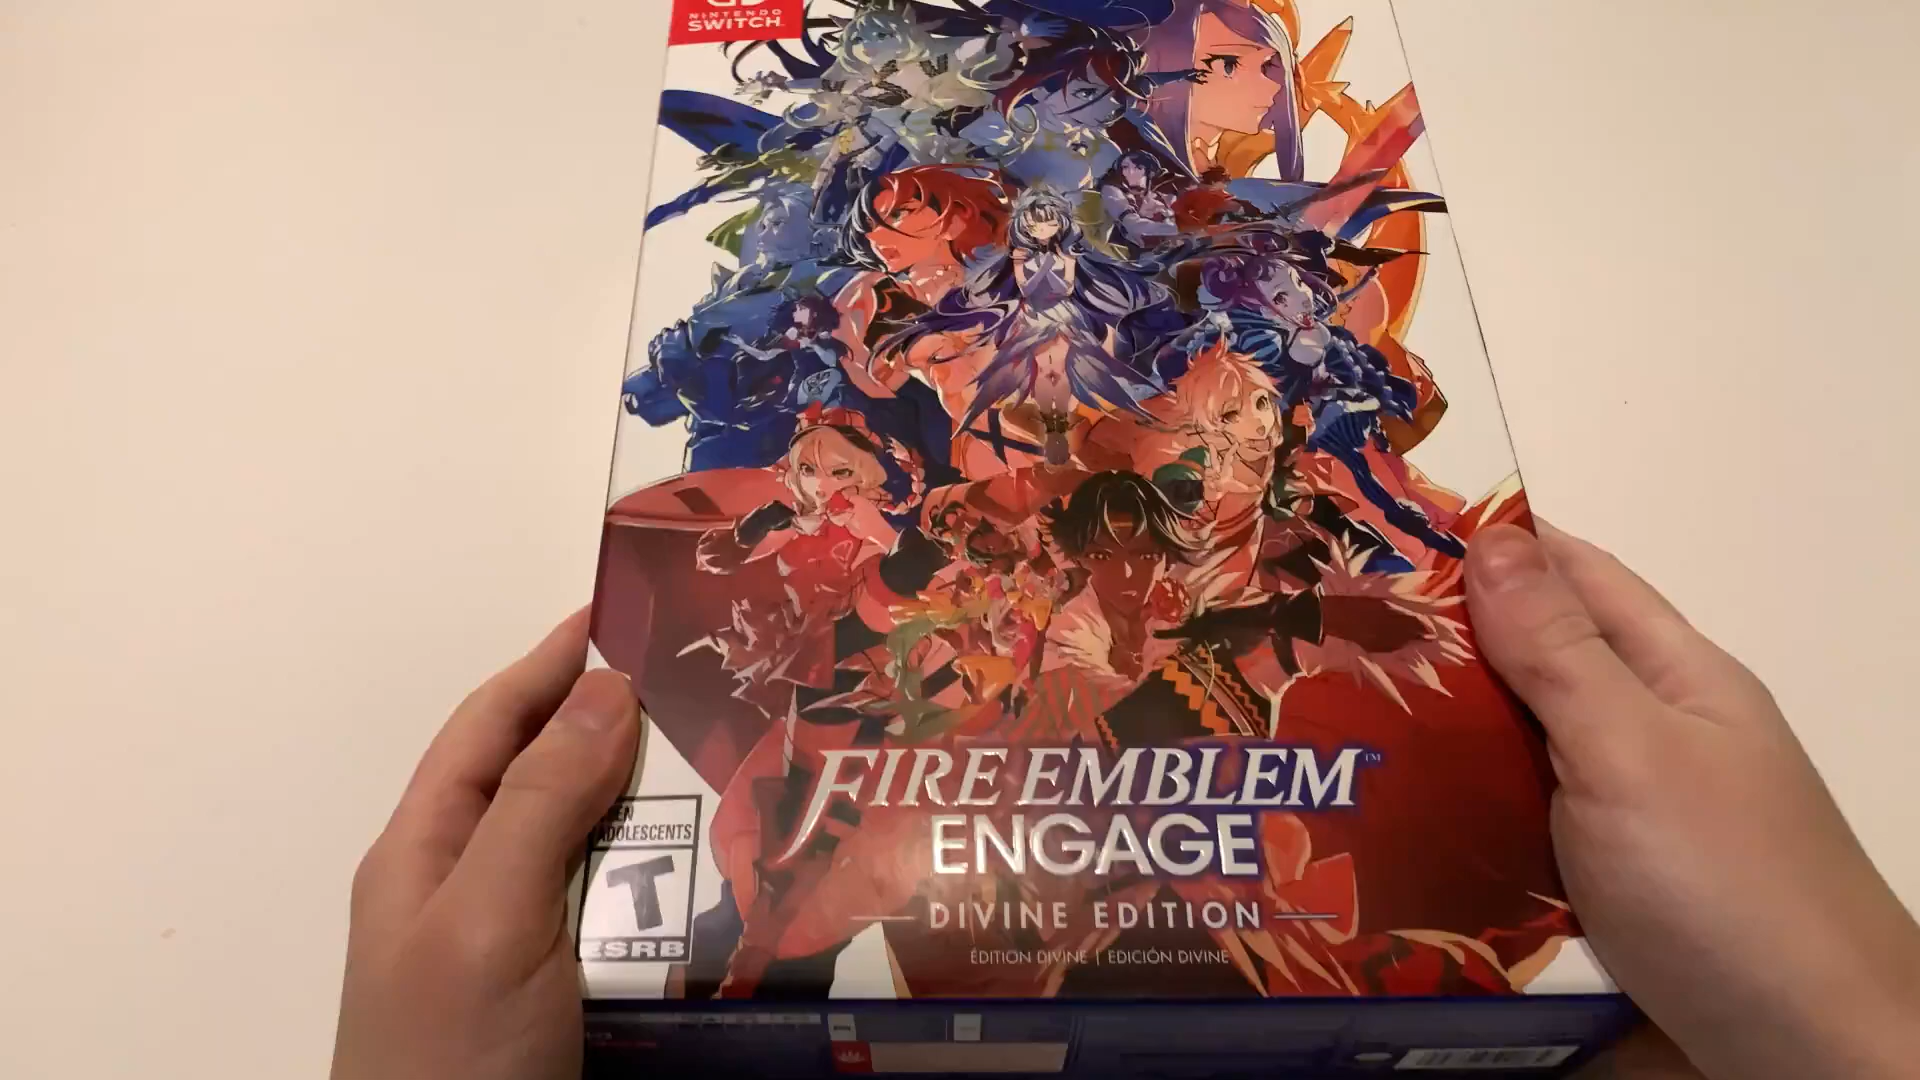 NINTENDO
SWITCH
FIRE EMBLEM™
ENGAGE
DIVINE EDITION
ÉDITION DIVINE | EDICIÓN DIVINE
ADOLESCENTS
T
ESRB